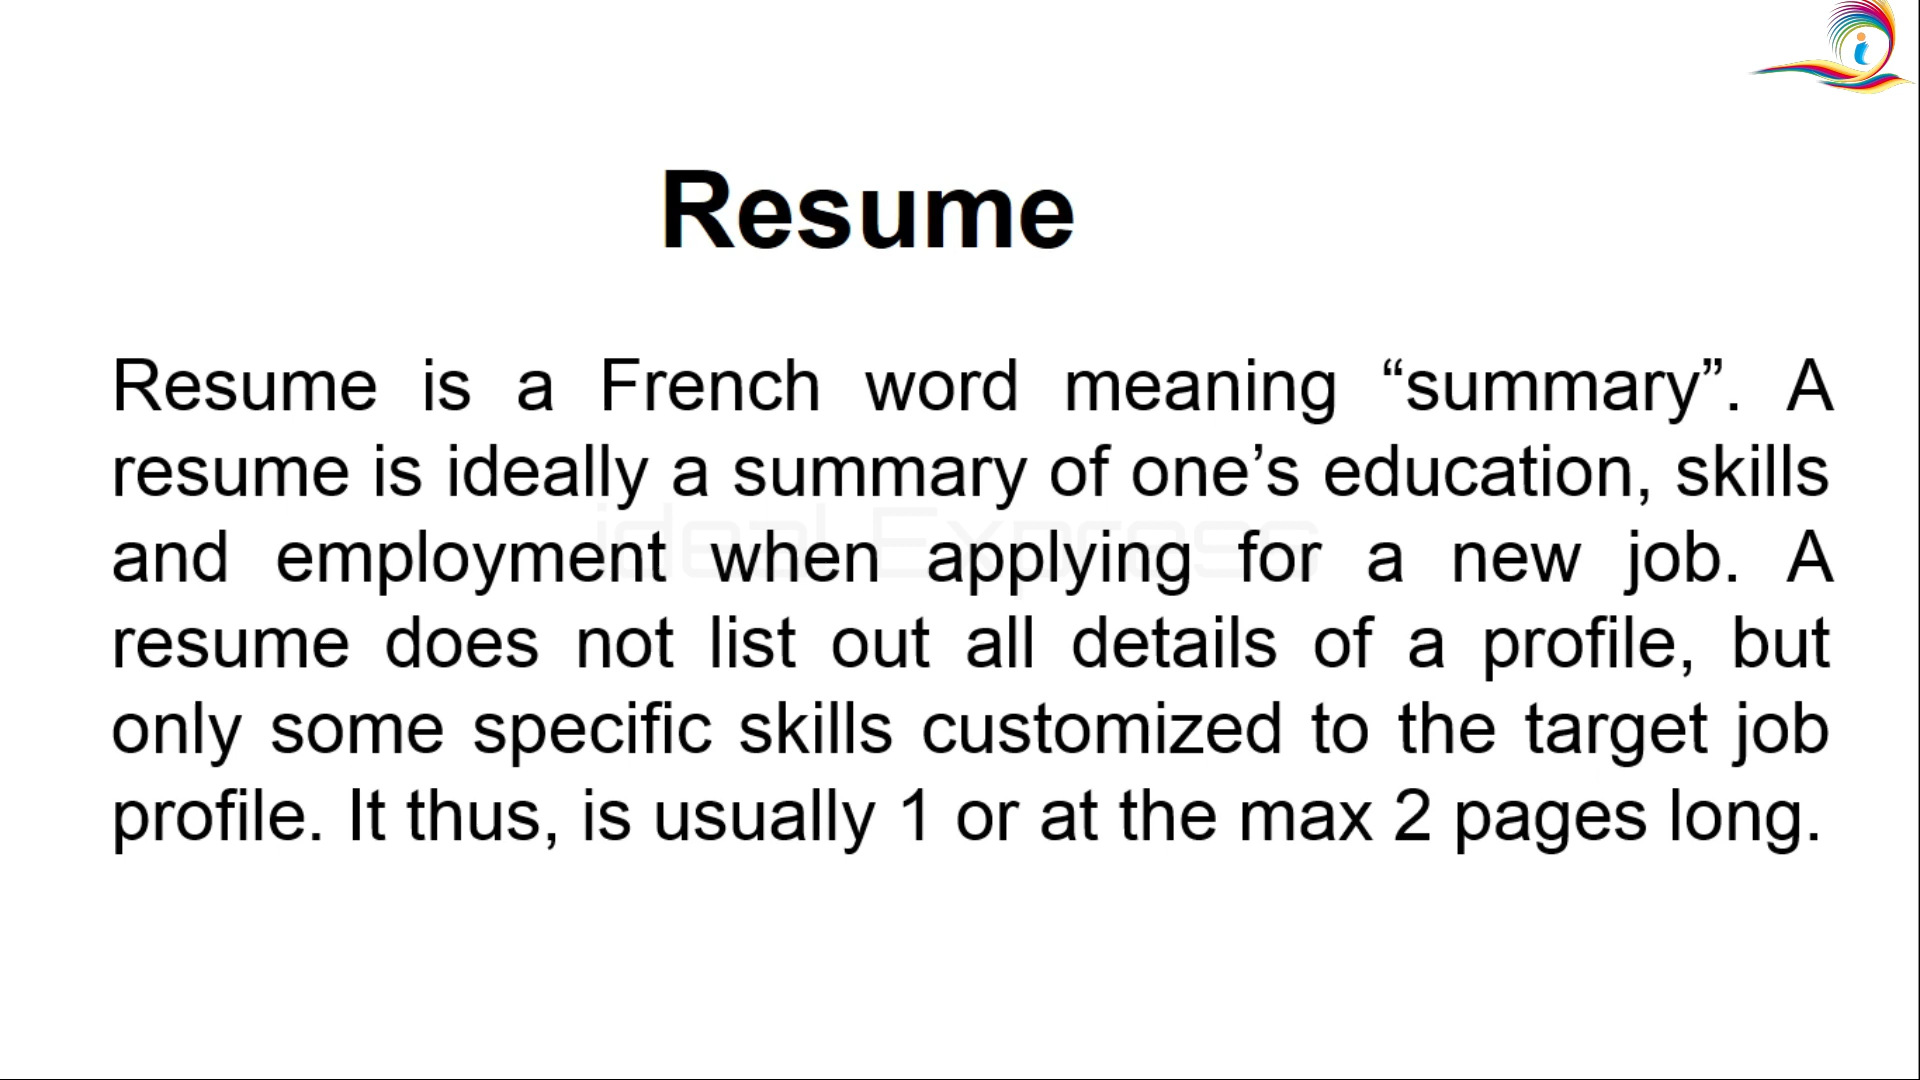 Resume
Resume is a French word meaning “summary”. A
resume is ideally a summary of one’s education, skills
and employment when applying for a new job. A
resume does not list out all details of a profile, but
only some specific skills customized to the target job
profile. It thus, is usually 1 or at the max 2 pages long.
ideal Express
i